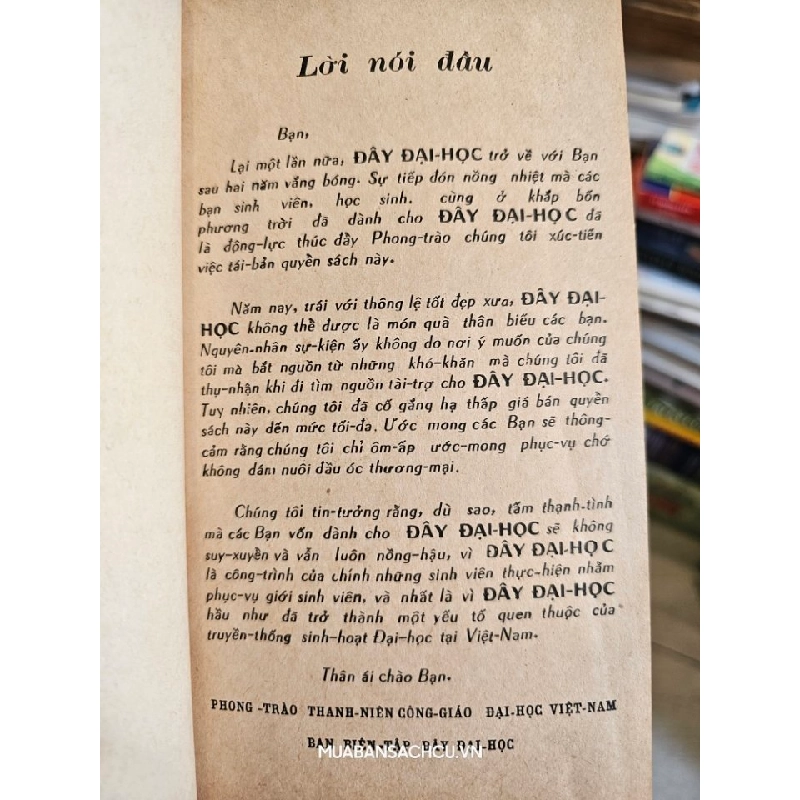 Lời nói đầu
Bạn,
Lại một lần nữa, ĐÂY ĐẠI-HỌC trở về với Bạn
sau hai năm vắng bóng. Sự tiếp đón nồng nhiệt mà các
bạn sinh viên, học sinh. cùng ở khắp bốn
phương trời đã dành cho ĐÂY ĐẠI-HỌC đã
là động-lực thúc đẩy Phong-trào chúng tôi xúc-tiến
việc tái-bản quyển sách này.
Năm nay, trái với thông lệ tốt đẹp xưa, ĐÂY ĐẠI-
HỌC không thể được là món quà thân biếu các bạn.
Nguyên-nhân sự-kiện ấy không do nơi ý muốn của chúng
tôi mà bắt nguồn từ những khó-khăn mà chúng tôi đã
thụ-nhận khi đi tìm nguồn tài-trợ cho ĐÂY ĐẠI-HỌC.
Tuy nhiên, chúng tôi đã cố gắng hạ thấp giá bán quyển
sách này đến mức tối-đa. Ước mong các Bạn sẽ thông-
cảm rằng chúng tôi chỉ ôm-ấp ước-mong phục-vụ chớ
không dám nuôi đầu óc thương-mại.
Chúng tôi tin-tưởng rằng, dù sao, tấm thạnh-tình
mà các Bạn vốn dành cho ĐÂY ĐẠI-HỌC sẽ không
suy-xuyển và vẫn luôn nồng-hậu, vì ĐÂY ĐẠI-HỌC
là công-trình của chính những sinh viên thực-hiện nhằm
phục-vụ giới sinh viên, và nhất là vì ĐÂY ĐẠI-HỌC
hầu như đã trở thành một yếu tố quen thuộc của
truyền-thống sinh-hoạt Đại-học tại Việt-Nam.
Thân ái chào Bạn.
PHONG-TRÀO THANH-NIÊN CÔNG-GIÁO ĐẠI-HỌC VIỆT-NAM
BAN BIÊN-TẬP ĐÂY ĐẠI-HỌC
MUABANSACHCU.VN